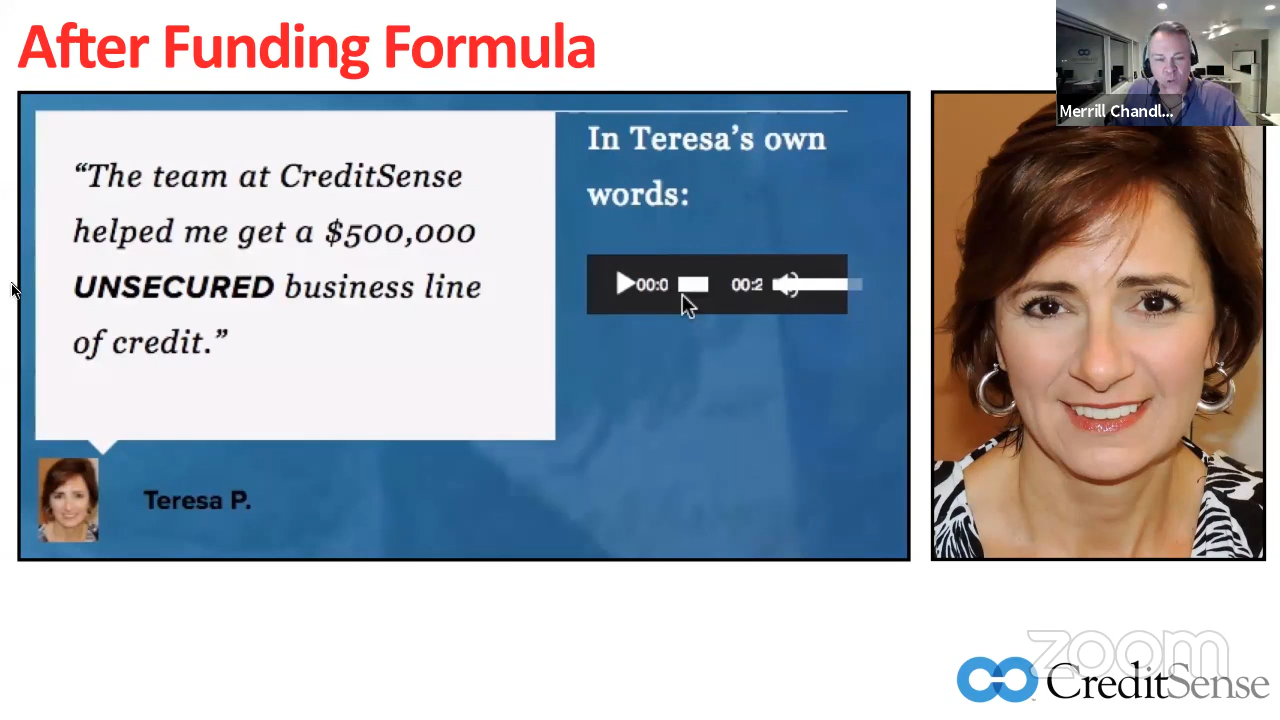 After Funding Formula
Merrill Chandl...
“The team at CreditSense
helped me get a $500,000
UNSECURED business line
of credit.”
In Teresa’s own
words:
00:0 00:2
Teresa P.
zoom
CreditSense